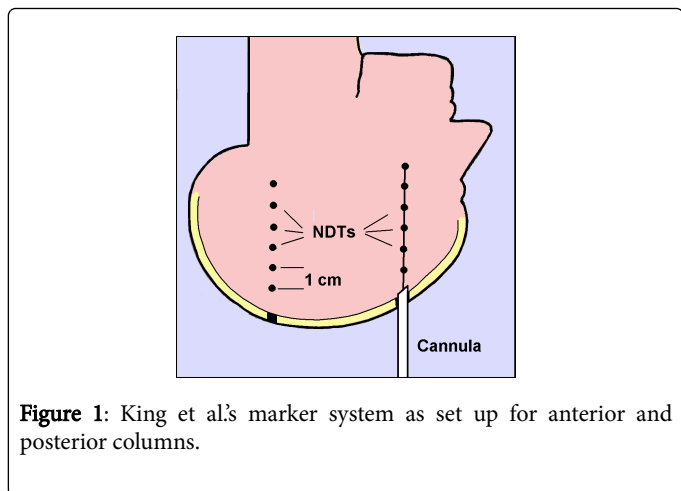 NDTs
1 cm
Cannula
Figure 1: King et al.'s marker system as set up for anterior and
posterior columns.